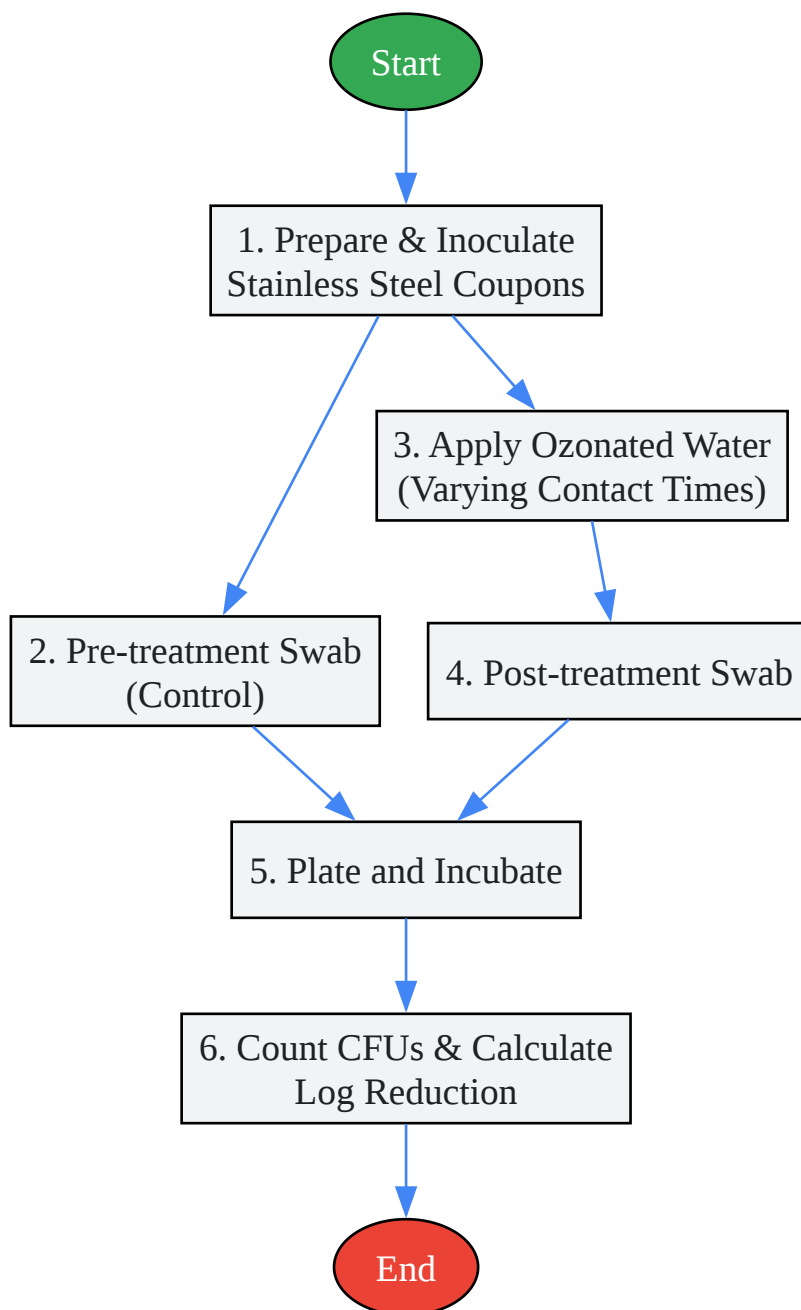 Start
1. Prepare & Inoculate
Stainless Steel Coupons
3. Apply Ozonated Water
(Varying Contact Times)
2. Pre-treatment Swab
(Control)
4. Post-treatment Swab
5. Plate and Incubate
6. Count CFUs & Calculate
Log Reduction
End